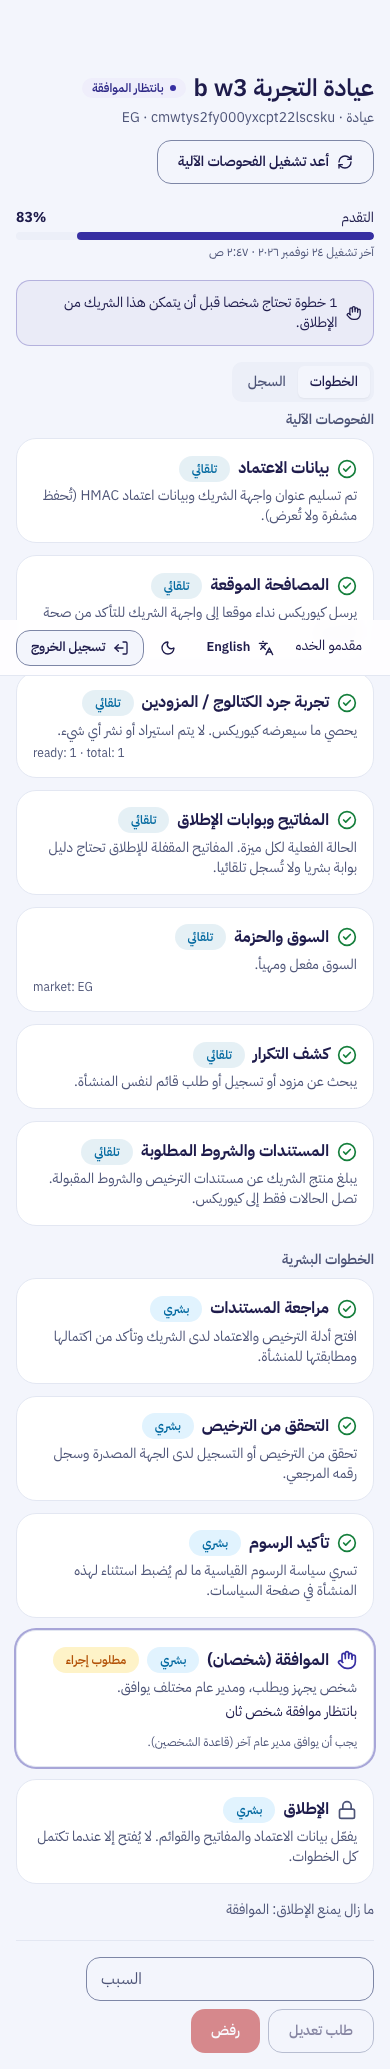 عيادة التجربة b w3
بانتظار الموافقة
عيادة · EG · cmwtys2fy000yxcpt22lscsku
أعد تشغيل الفحوصات الآلية
التقدم
83%
آخر تشغيل ٢٤ نوفمبر ٢٠٢٦ · ٢:٤٧ ص
1 خطوة تحتاج شخصا قبل أن يتمكن هذا الشريك من
الإطلاق.
الخطوات
السجل
الفحوصات الآلية
بيانات الاعتماد
تلقائي
تم تسليم عنوان واجهة الشريك وبيانات اعتماد HMAC (تُحفظ
مشفرة ولا تُعرض).
المصافحة الموقعة
تلقائي
يرسل كيوريكس نداء موقعا إلى واجهة الشريك للتأكد من صحة
مقدمو الخدمه
English
تسجيل الخروج
تجربة جرد الكتالوج / المزودين
تلقائي
يحصي ما سيعرضه كيوريكس. لا يتم استيراد أو نشر أي شيء.
ready: 1 · total: 1
المفاتيح وبوابات الإطلاق
تلقائي
الحالة الفعلية لكل ميزة. المفاتيح المقفلة للإطلاق تحتاج دليل
بوابة بشريا ولا تُسجل تلقائيا.
السوق والحزمة
تلقائي
السوق مفعل ومهيأ.
market: EG
كشف التكرار
تلقائي
يبحث عن مزود أو تسجيل أو طلب قائم لنفس المنشأة.
المستندات والشروط المطلوبة
تلقائي
يبلغ منتج الشريك عن مستندات الترخيص والشروط المقبولة.
تصل الحالات فقط إلى كيوريكس.
الخطوات البشرية
مراجعة المستندات
بشري
افتح أدلة الترخيص والاعتماد لدى الشريك وتأكد من اكتمالها
ومطابقتها للمنشأة.
التحقق من الترخيص
بشري
تحقق من الترخيص أو التسجيل لدى الجهة المصدرة وسجل
رقمه المرجعي.
تأكيد الرسوم
بشري
تسري سياسة الرسوم القياسية ما لم يُضبط استثناء لهذه
المنشأة في صفحة السياسات.
الموافقة (شخصان)
بشري
مطلوب إجراء
شخص يجهز ويطلب، ومدير عام مختلف يوافق.
بانتظار موافقة شخص ثان
يجب أن يوافق مدير عام آخر (قاعدة الشخصين).
الإطلاق
بشري
يفعّل بيانات الاعتماد والمفاتيح والقوائم. لا يُفتح إلا عندما تكتمل
كل الخطوات.
ما زال يمنع الإطلاق: الموافقة
السبب
طلب تعديل
رفض